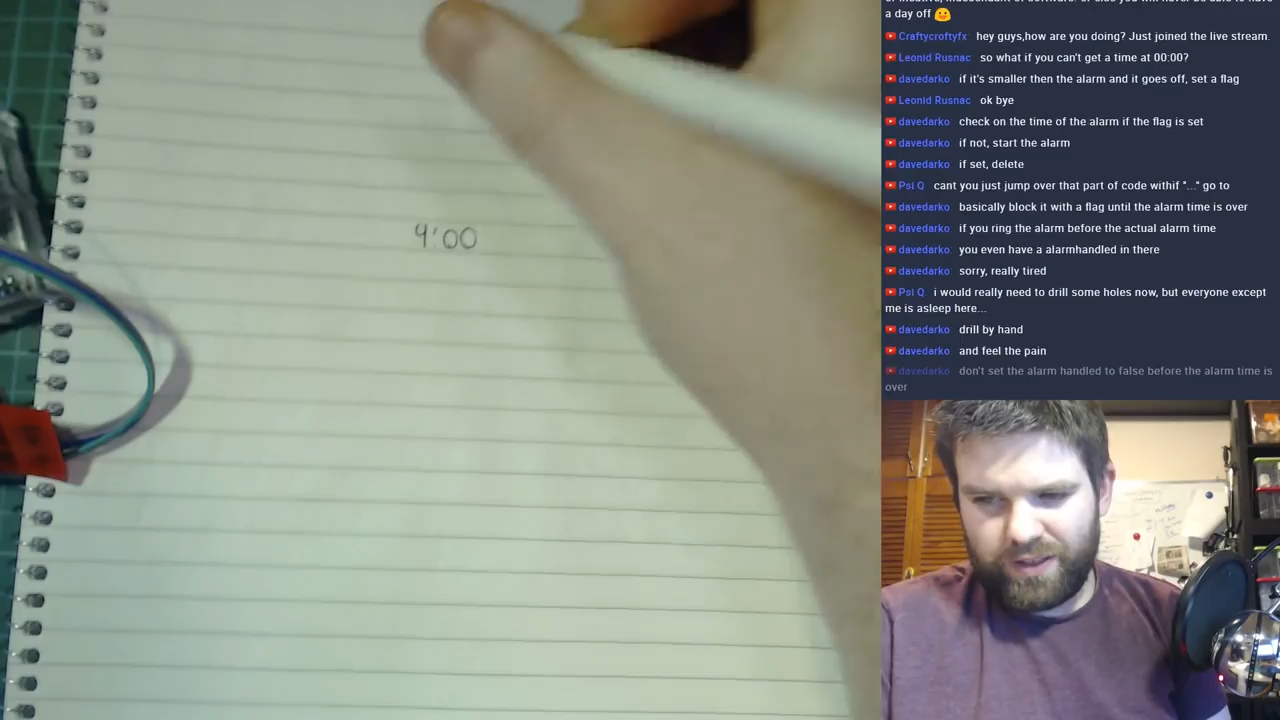 a day off
Craftycroftyfx hey guys,how are you doing? Just joined the live stream.
Leonid Rusnac so what if you can't get a time at 00:00?
davedarko if it's smaller then the alarm and it goes off, set a flag
Leonid Rusnac ok bye
davedarko check on the time of the alarm if the flag is set
davedarko if not, start the alarm
davedarko if set, delete
Psi Q cant you just jump over that part of code withif "..." go to
davedarko basically block it with a flag until the alarm time is over
davedarko if you ring the alarm before the actual alarm time
davedarko you even have a alarmhandled in there
davedarko sorry, really tired
Psi Q i would really need to drill some holes now, but everyone except
me is asleep here...
davedarko drill by hand
davedarko and feel the pain
davedarko don't set the alarm handled to false before the alarm time is
over
4:00